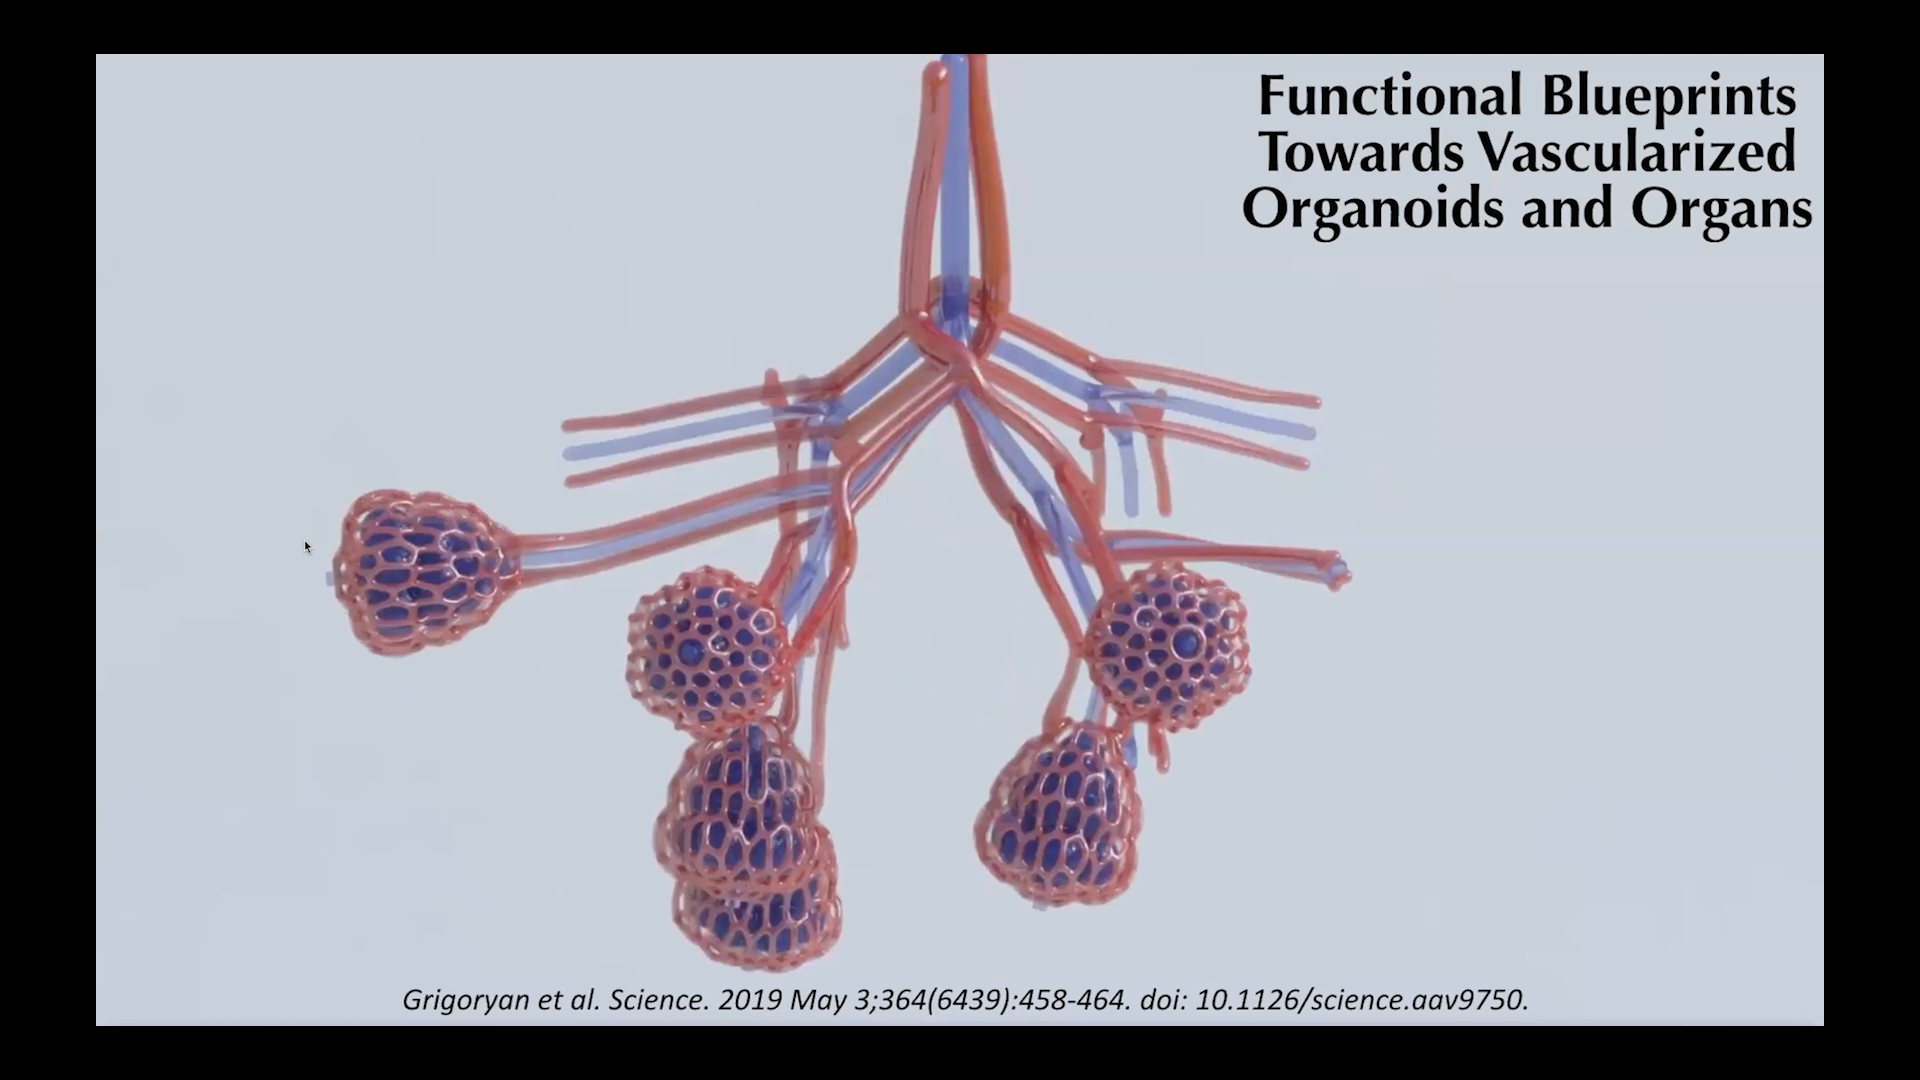 Functional Blueprints
Towards Vascularized
Organoids and Organs
Grigoryan et al. Science. 2019 May 3;364(6439):458-464. doi: 10.1126/science.aav9750.